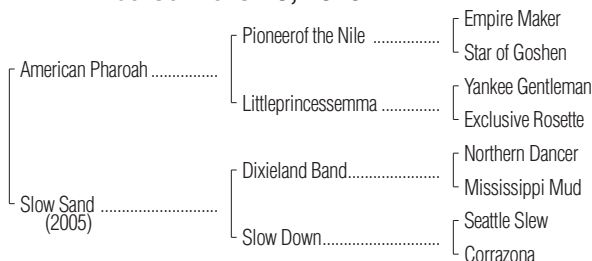 Empire Maker
Pioneerof the Nile ................
Star of Goshen
American Pharoah ...............
Yankee Gentleman
Littleprincessemma ..............
Exclusive Rosette
Northern Dancer
Dixieland Band......................
Mississippi Mud
Slow Sand ..........................
(2005)
Seattle Slew
Slow Down............................
Corrazona